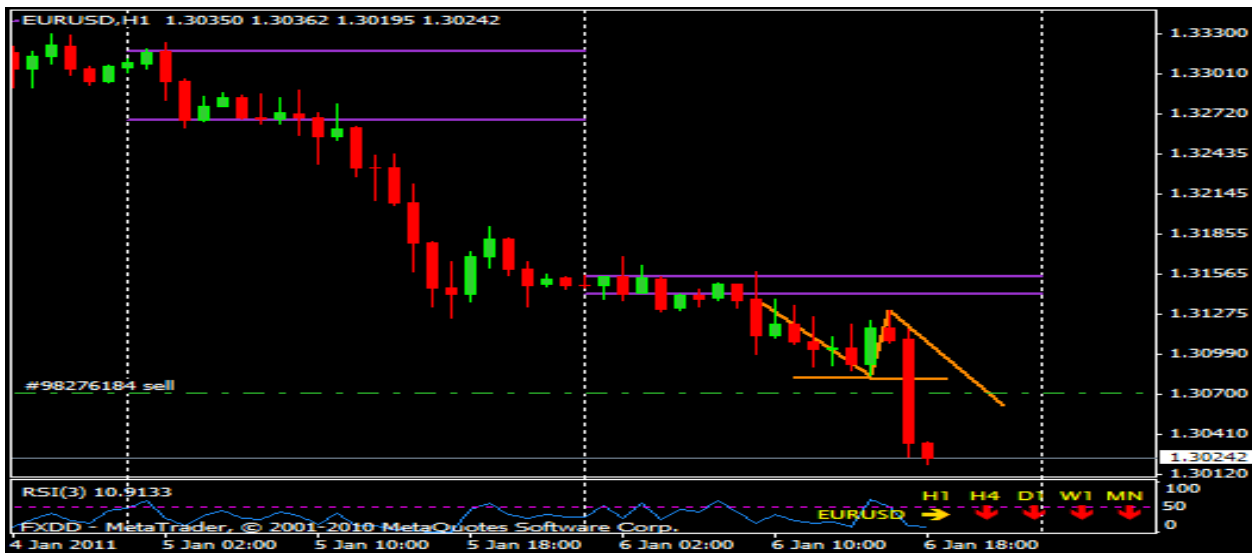 EURUSD,H1 1.30350 1.30362 1.30195 1.30242
1.33300
1.33010
1.32720
1.32435
1.32145
1.31855
1.31565
1.31275
1.30990
#98276184 sell
1.30700
1.30410
1.30242
1.30120
RSI(3) 10.9133
H1 H4 D1 W1 MN
100
50
EURUSD
0
FXDD - MetaTrader, © 2001-2010 MetaQuotes Software Corp.
4 Jan 2011 5 Jan 02:00 5 Jan 10:00 5 Jan 18:00 6 Jan 02:00 6 Jan 10:00 6 Jan 18:00